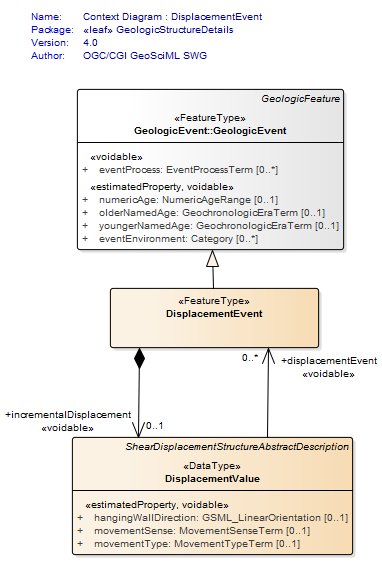 Name: Context Diagram : DisplacementEvent
Package: «leaf» GeologicStructureDetails
Version: 4.0
Author: OGC/CGI GeoSciML SWG
GeologicFeature
«FeatureType»
GeologicEvent::GeologicEvent
«voidable»
+ eventProcess: EventProcessTerm [0..*]
«estimatedProperty, voidable»
+ numericAge: NumericAgeRange [0..1]
+ olderNamedAge: GeochronologicEraTerm [0..1]
+ youngerNamedAge: GeochronologicEraTerm [0..1]
+ eventEnvironment: Category [0..*]
«FeatureType»
DisplacementEvent
0..* +displacementEvent
«voidable»
+incrementalDisplacement
«voidable» 0..1
ShearDisplacementStructureAbstractDescription
«DataType»
DisplacementValue
«estimatedProperty, voidable»
+ hangingWallDirection: GSML_LinearOrientation [0..1]
+ movementSense: MovementSenseTerm [0..1]
+ movementType: MovementTypeTerm [0..1]